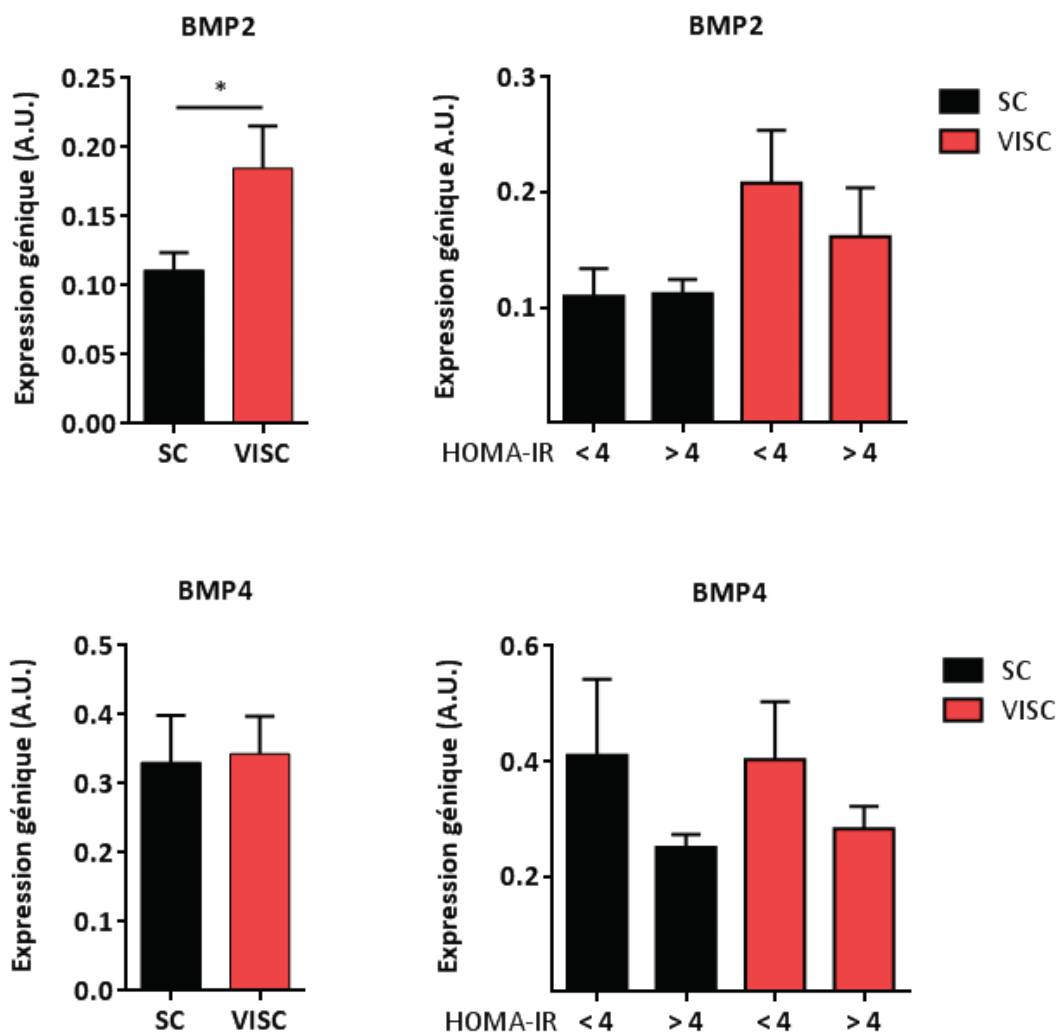 BMP2
*
Expression génique (A.U.)
0.25
0.20
0.15
0.10
0.05
0.00
SC VISC
BMP2
Expression génique A.U.)
0.3
0.2
0.1
HOMA-IR < 4 > 4 < 4 > 4
SC
VISC
BMP4
Expression génique (A.U.)
0.5
0.4
0.3
0.2
0.1
0.0
SC VISC
BMP4
Expression génique (A.U.)
0.6
0.4
0.2
HOMA-IR < 4 > 4 < 4 > 4
SC
VISC